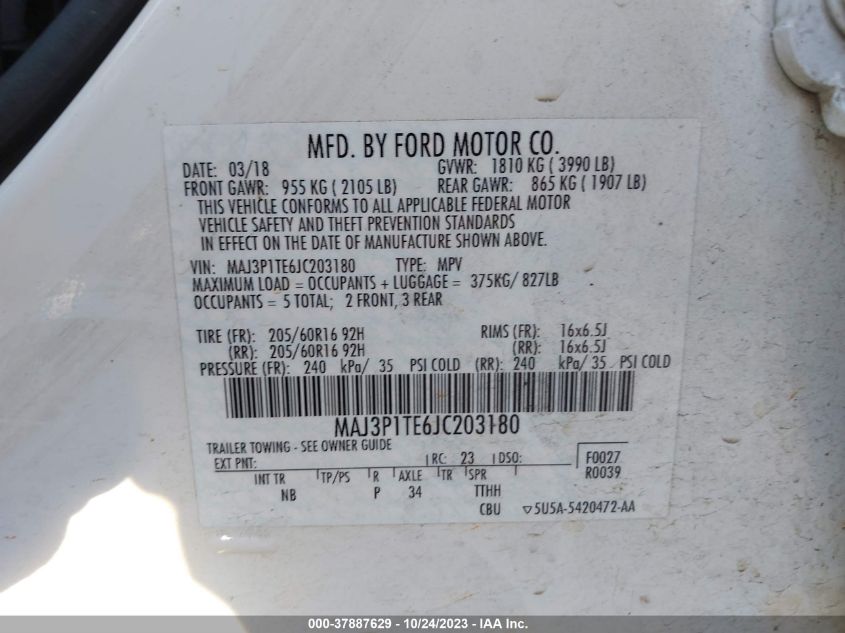 MFD. BY FORD MOTOR CO.
DATE: 03/18 GVWR: 1810 KG ( 3990 LB)
FRONT GAWR: 955 KG ( 2105 LB) REAR GAWR: 865 KG ( 1907 LB)
THIS VEHICLE CONFORMS TO ALL APPLICABLE FEDERAL MOTOR
VEHICLE SAFETY AND THEFT PREVENTION STANDARDS
IN EFFECT ON THE DATE OF MANUFACTURE SHOWN ABOVE.
VIN: MAJ3P1TE6JC203180 TYPE: MPV
MAXIMUM LOAD = OCCUPANTS + LUGGAGE = 375KG/ 827LB
OCCUPANTS = 5 TOTAL; 2 FRONT, 3 REAR
TIRE (FR): 205/60R16 92H RIMS (FR): 16x6.5J
(RR): 205/60R16 92H (RR): 16x6.5J
PRESSURE (FR): 240 kPa/ 35 PSI COLD (RR): 240 kPa/ 35 PSI COLD
MAJ3P1TE6JC203180
TRAILER TOWING - SEE OWNER GUIDE
EXT PNT: RC: 23 DSO: F0027
R0039
INT TR TP/PS R AXLE TR SPR
NB P 34 TTHH
CBU ▽5U5A-5420472-AA
000-37887629 - 10/24/2023 - IAA Inc.